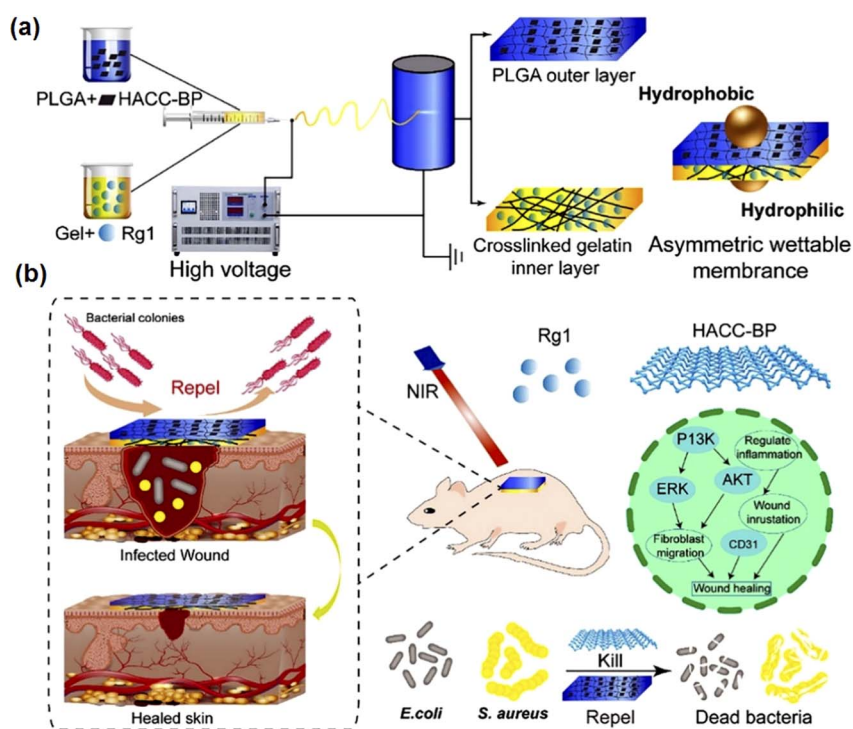 (a)
PLGA+ HACC-BP
Gel+ Rg1
High voltage
PLGA outer layer
Crosslinked gelatin
inner layer
Hydrophobic
Hydrophilic
Asymmetric wettable
membrance
(b)
Bacterial colonies
Repel
Infected Wound
Healed skin
NIR
Rg1
HACC-BP
P13K
ERK
AKT
Regulate
inflammation
Wound
inrustation
Fibroblast
migration
CD31
Wound healing
E.coli
S. aureus
Kill
Repel
Dead bacteria